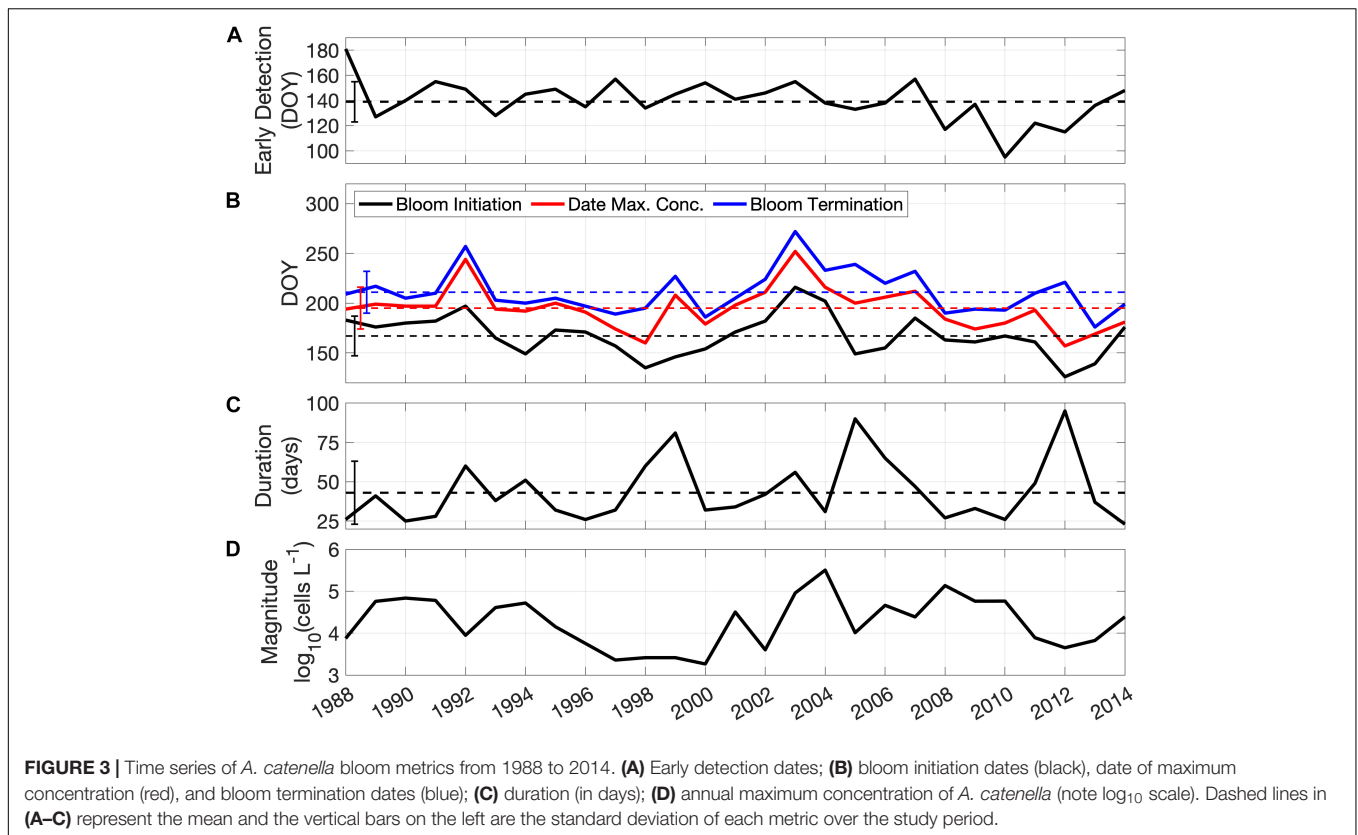 A
Early Detection
(DOY)
180
160
140
120
100
B
Bloom Initiation
Date Max. Conc.
Bloom Termination
DOY
300
250
200
150
C
Duration
(days)
100
75
50
25
D
Magnitude
log10(cells L-1)
6
5
4
3
1988
1990
1992
1994
1996
1998
2000
2002
2004
2006
2008
2010
2012
2014
FIGURE 3 | Time series of A. catenella bloom metrics from 1988 to 2014. (A) Early detection dates; (B) bloom initiation dates (black), date of maximum
concentration (red), and bloom termination dates (blue); (C) duration (in days); (D) annual maximum concentration of A. catenella (note log10 scale). Dashed lines in
(A–C) represent the mean and the vertical bars on the left are the standard deviation of each metric over the study period.